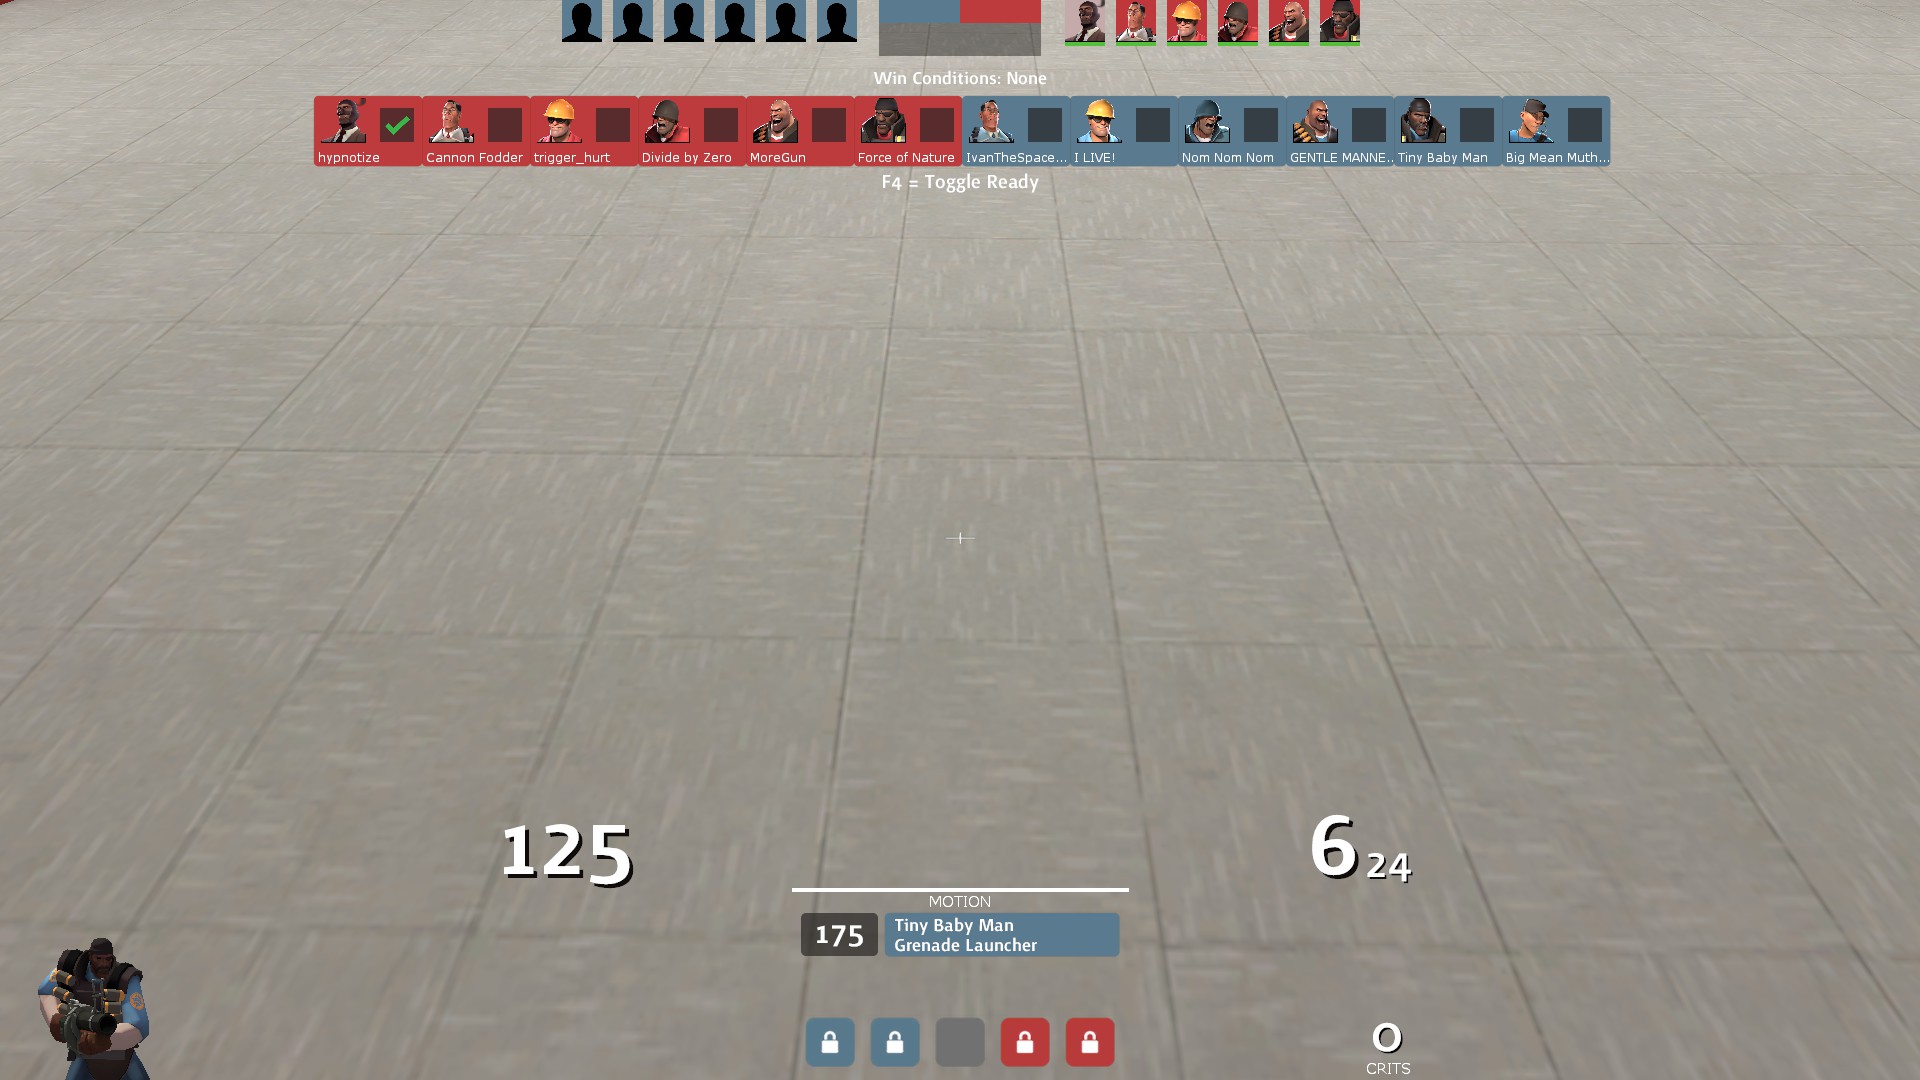 Win Conditions: None
hypnotize
Cannon Fodder
trigger_hurt
Divide by Zero
MoreGun
Force of Nature
IvanTheSpace...
I LIVE!
Nom Nom Nom
GENTLE MANNE...
Tiny Baby Man
Big Mean Muth...
F4 = Toggle Ready
125
6 24
MOTION
175
Tiny Baby Man
Grenade Launcher
0
CRITS